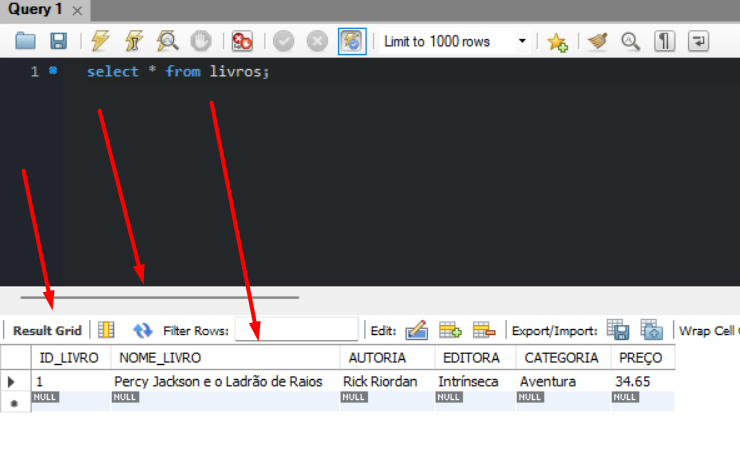 Query 1
Limit to 1000 rows
1 select * from livros;
Result Grid Filter Rows: Edit: Export/Import: Wrap Cell
ID_LIVRO NOME_LIVRO AUTORIA EDITORA CATEGORIA PREÇO
1 Percy Jackson e o Ladrão de Raios Rick Riordan Intrínseca Aventura 34.65
NULL NULL NULL NULL NULL NULL